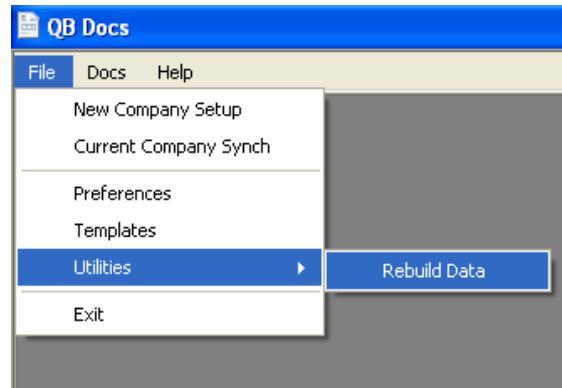 QB Docs
File Docs Help
New Company Setup
Current Company Synch
Preferences
Templates
Utilities Rebuild Data
Exit